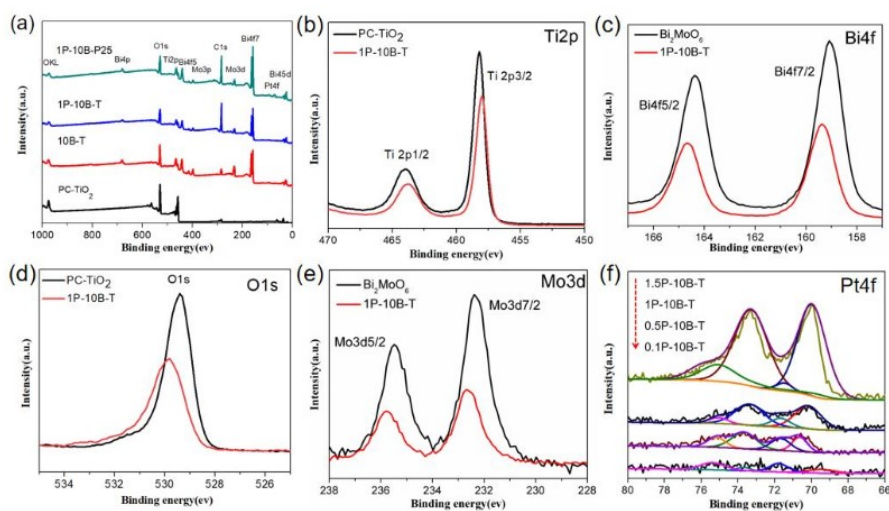 (a)
1P-10B-P25
OKL
Bi4p
O1s
Ti2p
Bi4f5
Mo3p
C1s
Mo3d
Bi4f7
Pt4f
Bi45d
1P-10B-T
10B-T
PC-TiO2
Intensity(a.u.)
1000 800 600 400 200 0
Binding energy(ev)
(b)
Ti2p
PC-TiO2
1P-10B-T
Ti 2p3/2
Ti 2p1/2
Intensity(a.u.)
470 465 460 455 450
Binding energy(ev)
(c)
Bi4f
Bi2MoO6
1P-10B-T
Bi4f7/2
Bi4f5/2
Intensity(a.u.)
166 164 162 160 158
Binding energy(ev)
(d)
O1s
PC-TiO2
1P-10B-T
O1s
Intensity(a.u.)
534 532 530 528 526
Binding energy(ev)
(e)
Mo3d
Bi2MoO6
1P-10B-T
Mo3d7/2
Mo3d5/2
Intensity(a.u.)
238 236 234 232 230 228
Binding energy(ev)
(f)
Pt4f
1.5P-10B-T
1P-10B-T
0.5P-10B-T
0.1P-10B-T
Intensity(a.u.)
80 78 76 74 72 70 68 66
Binding energy(ev)